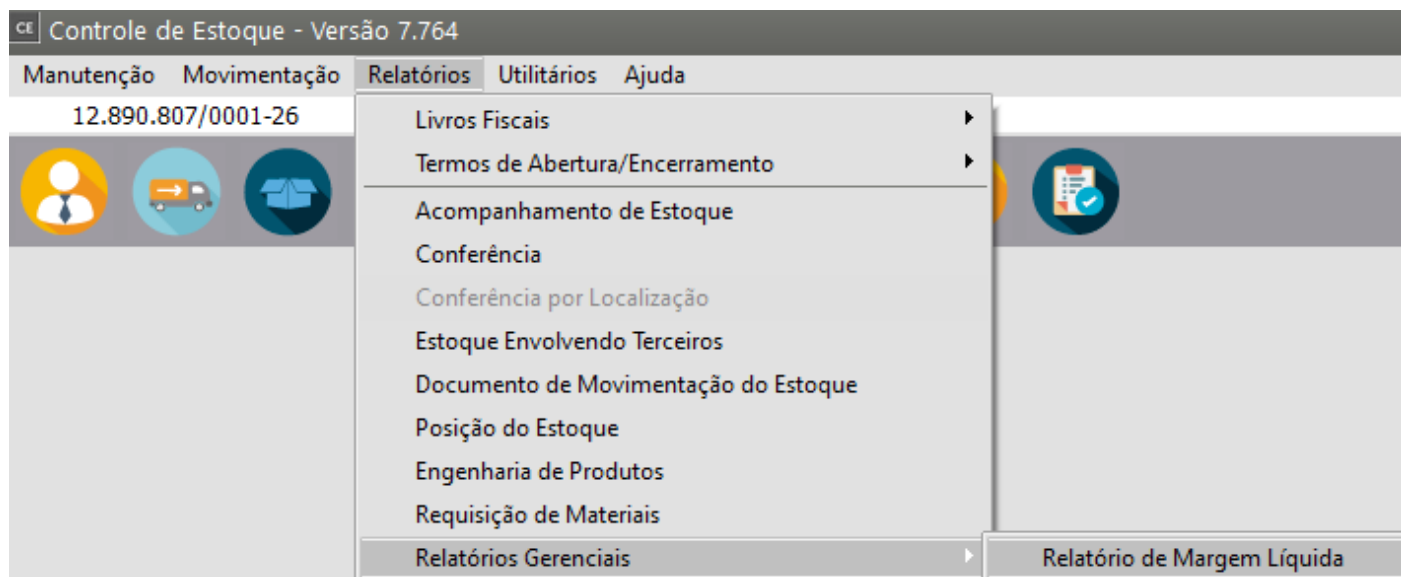 CE Controle de Estoque - Versão 7.764
Manutenção Movimentação Relatórios Utilitários Ajuda
12.890.807/0001-26
Livros Fiscais
Termos de Abertura/Encerramento
Acompanhamento de Estoque
Conferência
Conferência por Localização
Estoque Envolvendo Terceiros
Documento de Movimentação do Estoque
Posição do Estoque
Engenharia de Produtos
Requisição de Materiais
Relatórios Gerenciais Relatório de Margem Líquida